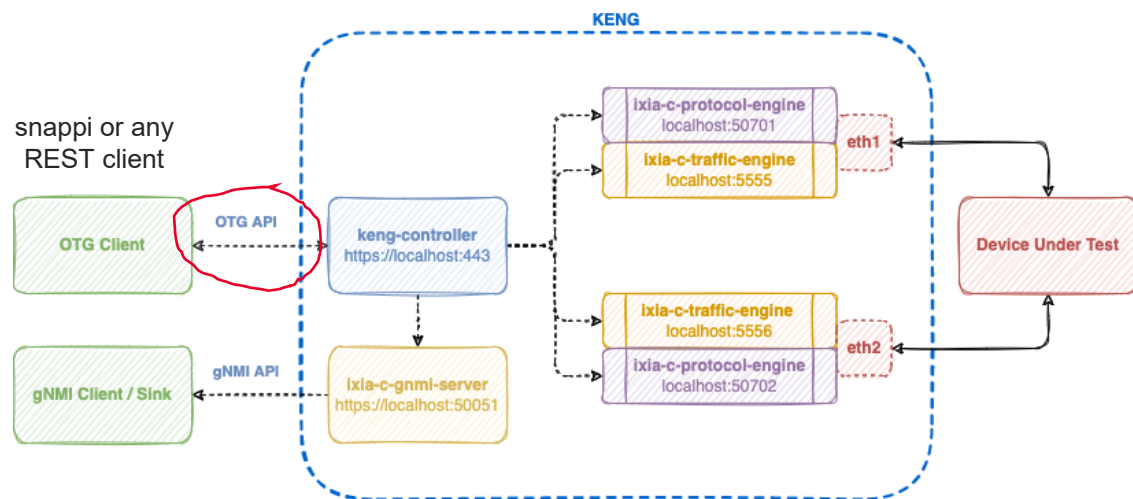 KENG
snappi or any
REST client
OTG Client
OTG API
keng-controller
https://localhost:443
ixia-c-protocol-engine
localhost:50701
ixia-c-traffic-engine
localhost:5555
eth1
Device Under Test
ixia-c-traffic-engine
localhost:5556
ixia-c-protocol-engine
localhost:50702
eth2
gNMI Client / Sink
gNMI API
ixia-c-gnmi-server
https://localhost:50051